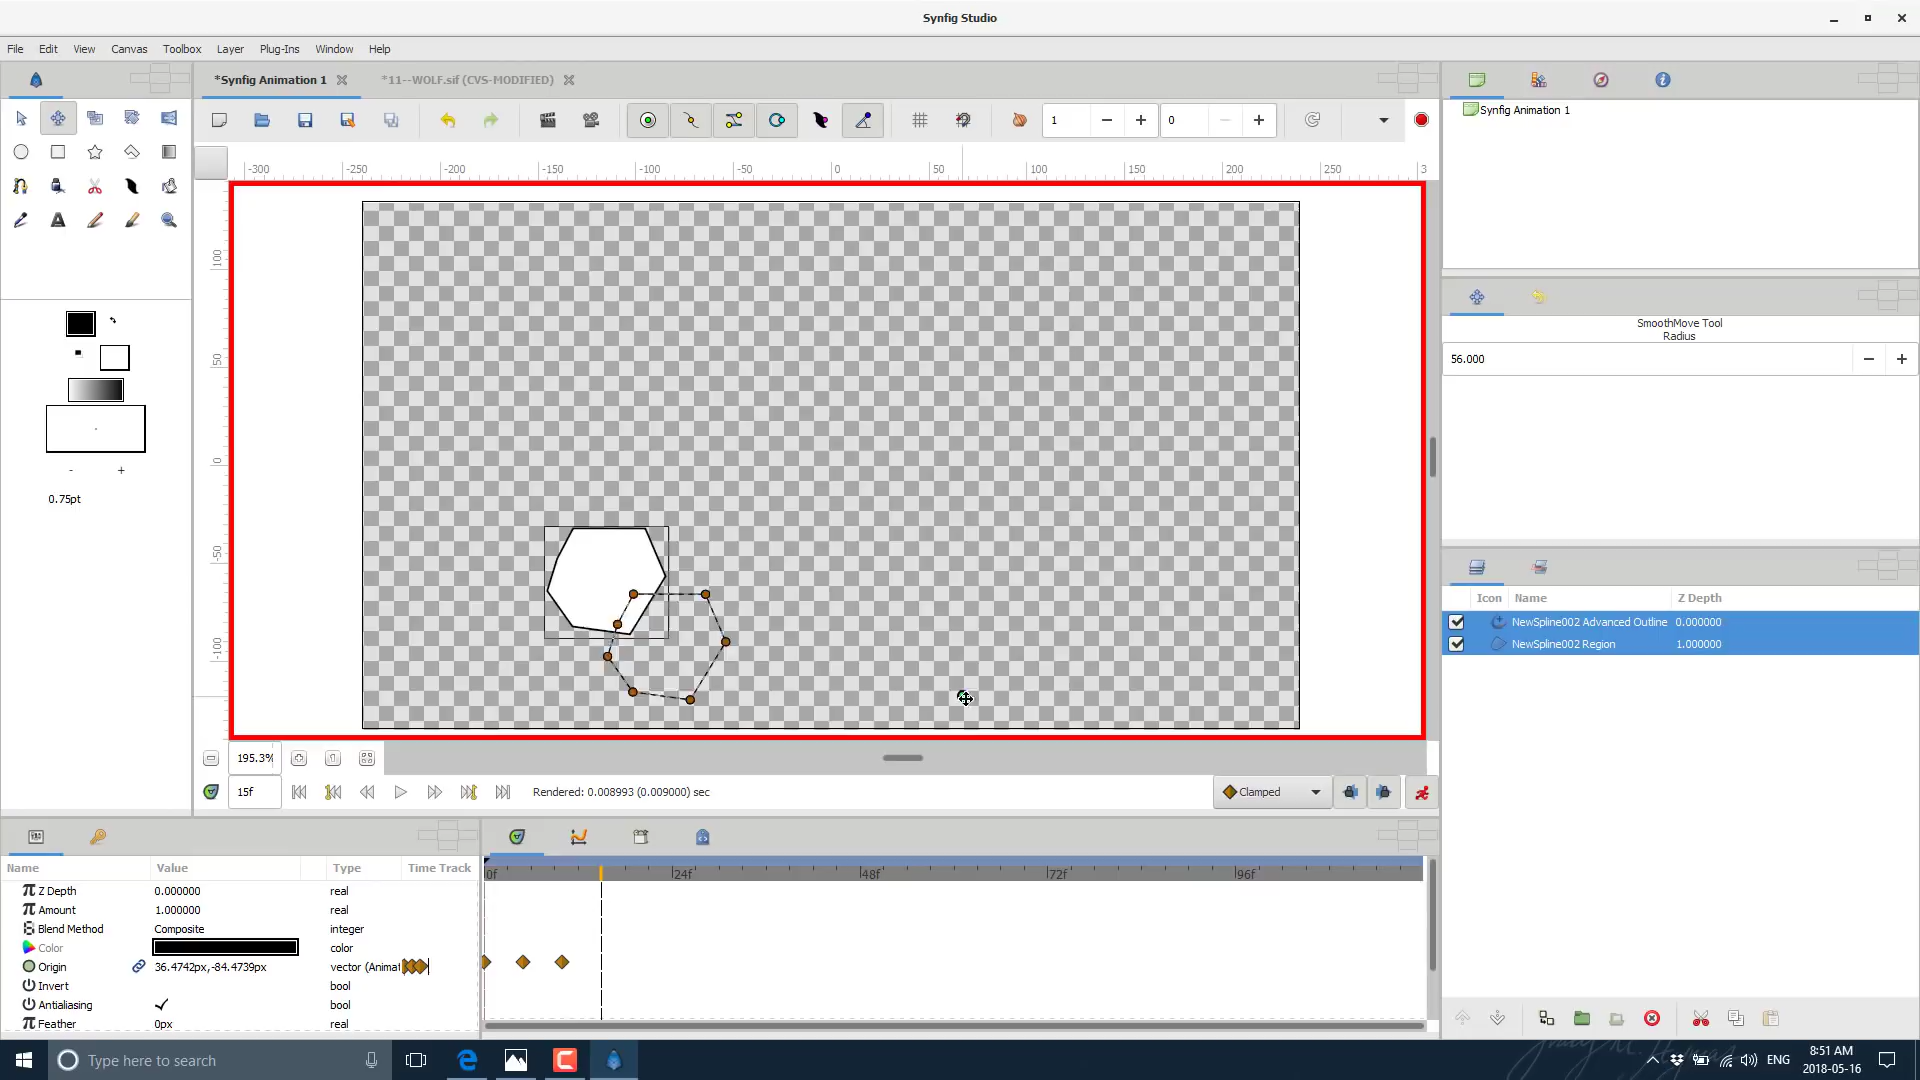 Synfig Studio
File Edit View Canvas Toolbox Layer Plug-Ins Window Help
*Synfig Animation 1
*11--WOLF.sif (CVS-MODIFIED)
1
0
-300 -250 -200 -150 -100 -50 0 50 100 150 200 250 3
100
50
0
-50
-100
- +
0.75pt
195.3%
15f
Rendered: 0.008993 (0.009000) sec
Clamped
Name Value Type Time Track
Z Depth 0.000000 real
Amount 1.000000 real
Blend Method Composite integer
Color color
Origin 36.4742px,-84.4739px vector (Animat
Invert bool
Antialiasing bool
Feather 0px real
0f 24f 48f 72f 96f
Synfig Animation 1
SmoothMove Tool
Radius
56.000
Icon Name Z Depth
NewSpline002 Advanced Outline 0.000000
NewSpline002 Region 1.000000
Type here to search
ENG
8:51 AM
2018-05-16